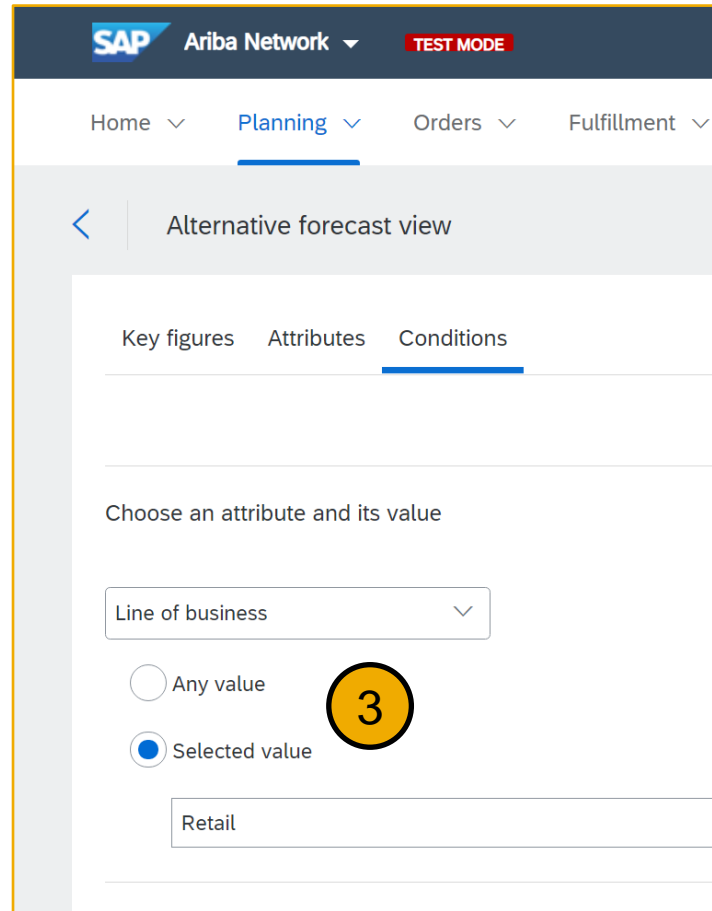 SAP Ariba Network TEST MODE
Home Planning Orders Fulfillment
Alternative forecast view
Key figures Attributes Conditions
Choose an attribute and its value
Line of business
Any value
3
Selected value
Retail